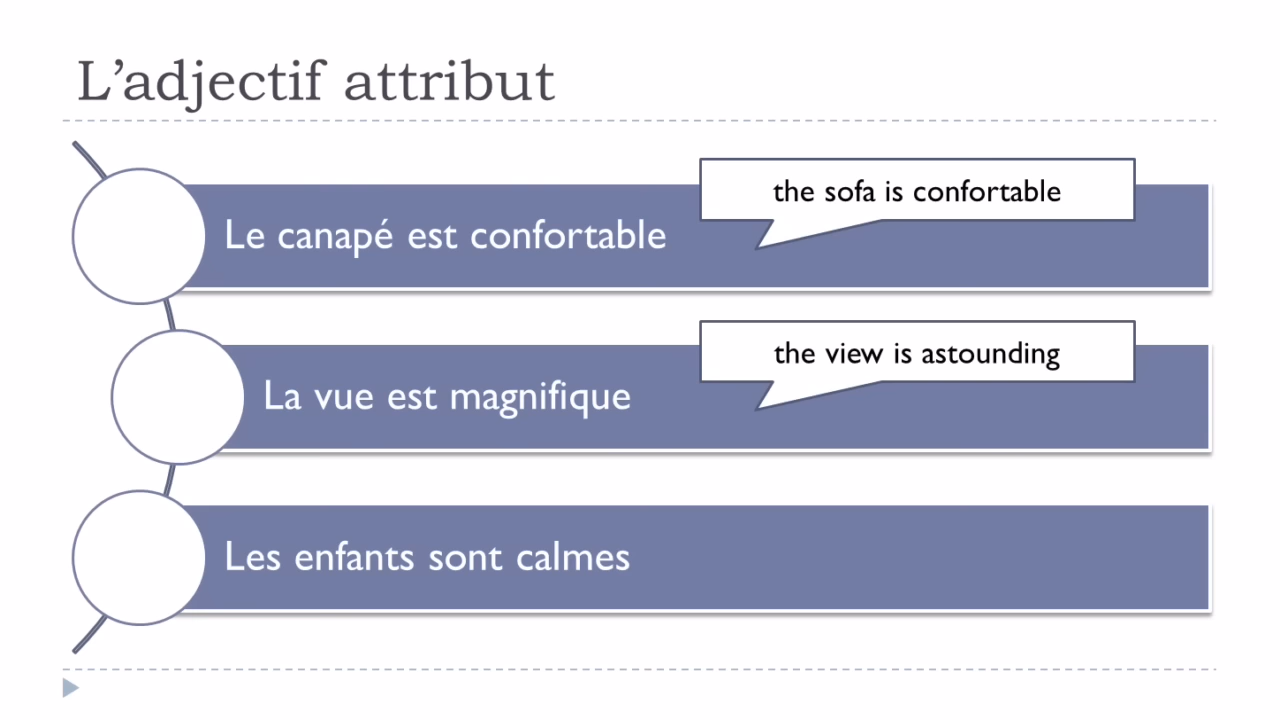 L’adjectif attribut
the sofa is confortable
Le canapé est confortable
the view is astounding
La vue est magnifique
Les enfants sont calmes